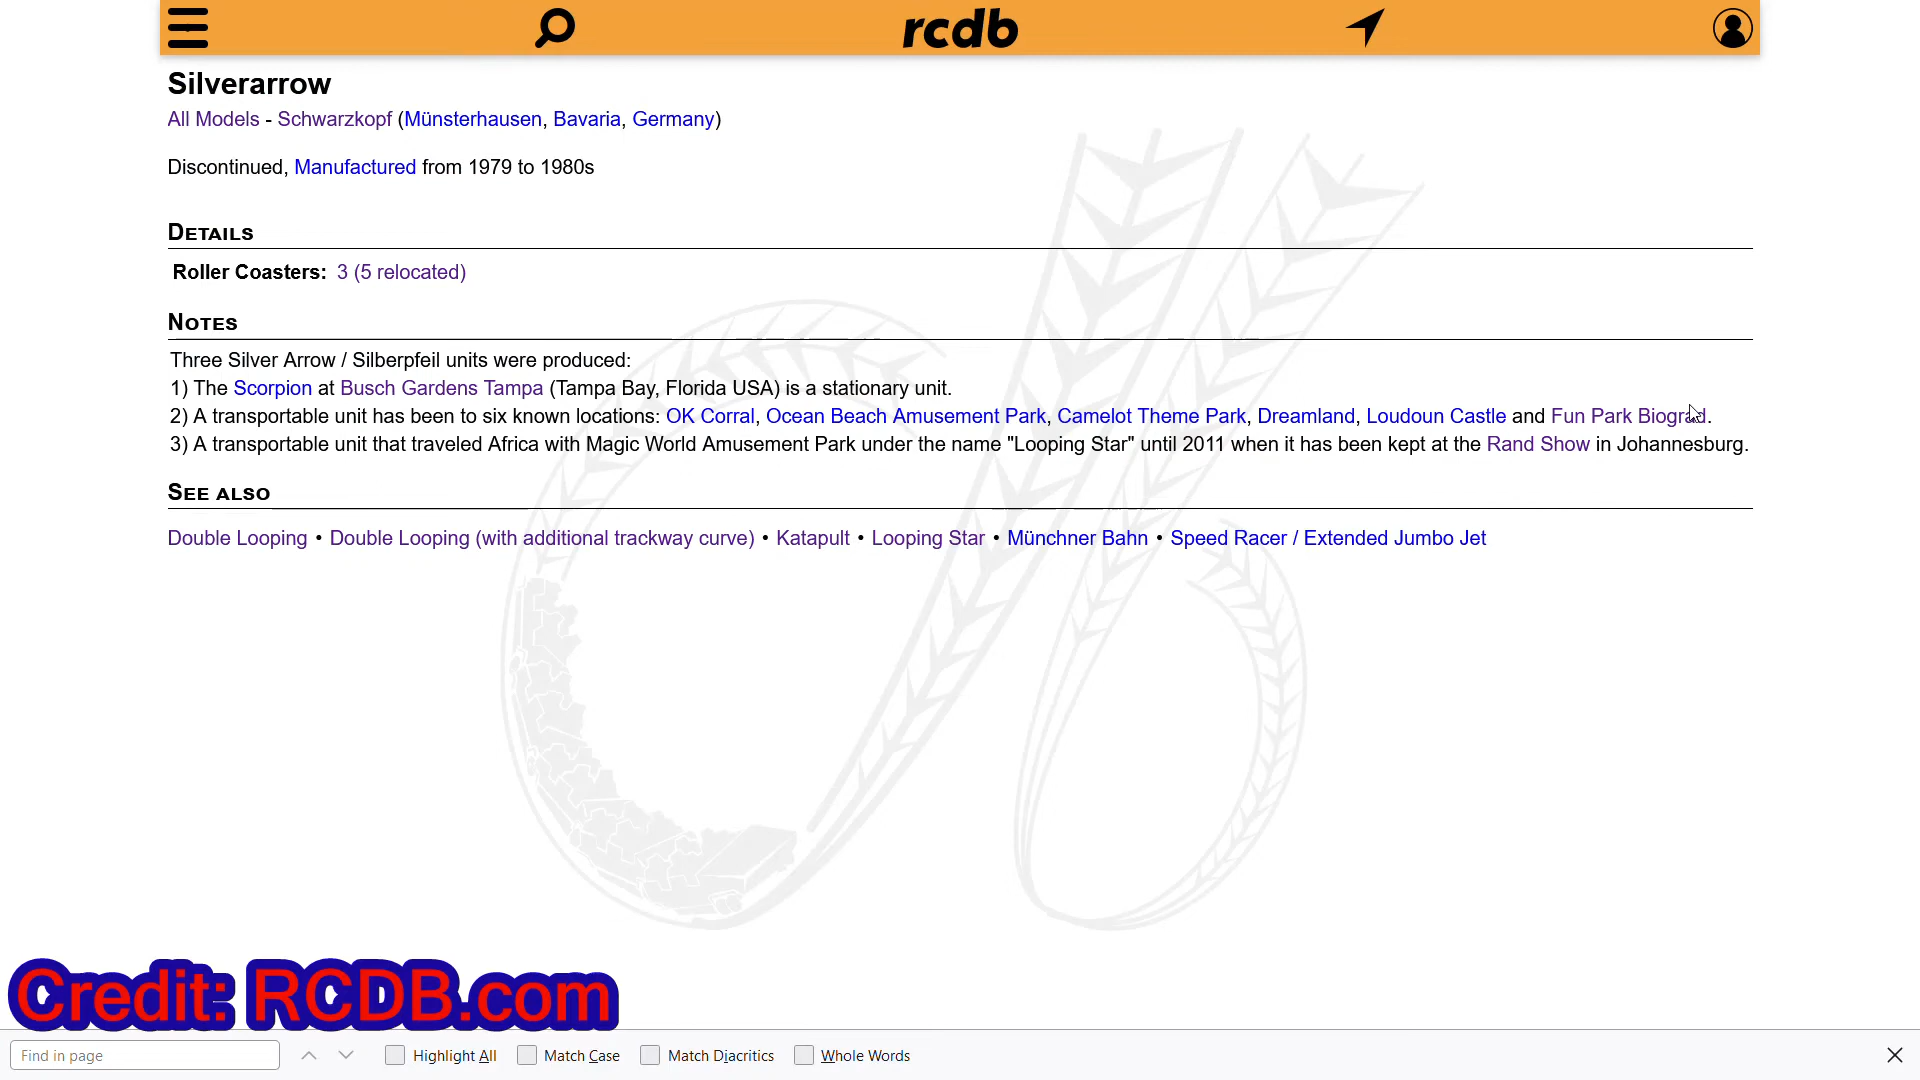 rcdb
Silverarrow
All Models - Schwarzkopf (Münsterhausen, Bavaria, Germany)
Discontinued, Manufactured from 1979 to 1980s
Details
Roller Coasters: 3 (5 relocated)
Notes
Three Silver Arrow / Silberpfeil units were produced:
1) The Scorpion at Busch Gardens Tampa (Tampa Bay, Florida USA) is a stationary unit.
2) A transportable unit has been to six known locations: OK Corral, Ocean Beach Amusement Park, Camelot Theme Park, Dreamland, Loudoun Castle and Fun Park Biograd.
3) A transportable unit that traveled Africa with Magic World Amusement Park under the name "Looping Star" until 2011 when it has been kept at the Rand Show in Johannesburg.
See also
Double Looping • Double Looping (with additional trackway curve) • Katapult • Looping Star • Münchner Bahn • Speed Racer / Extended Jumbo Jet
Credit: RCDB.com
Find in page Highlight All Match Case Match Diacritics Whole Words